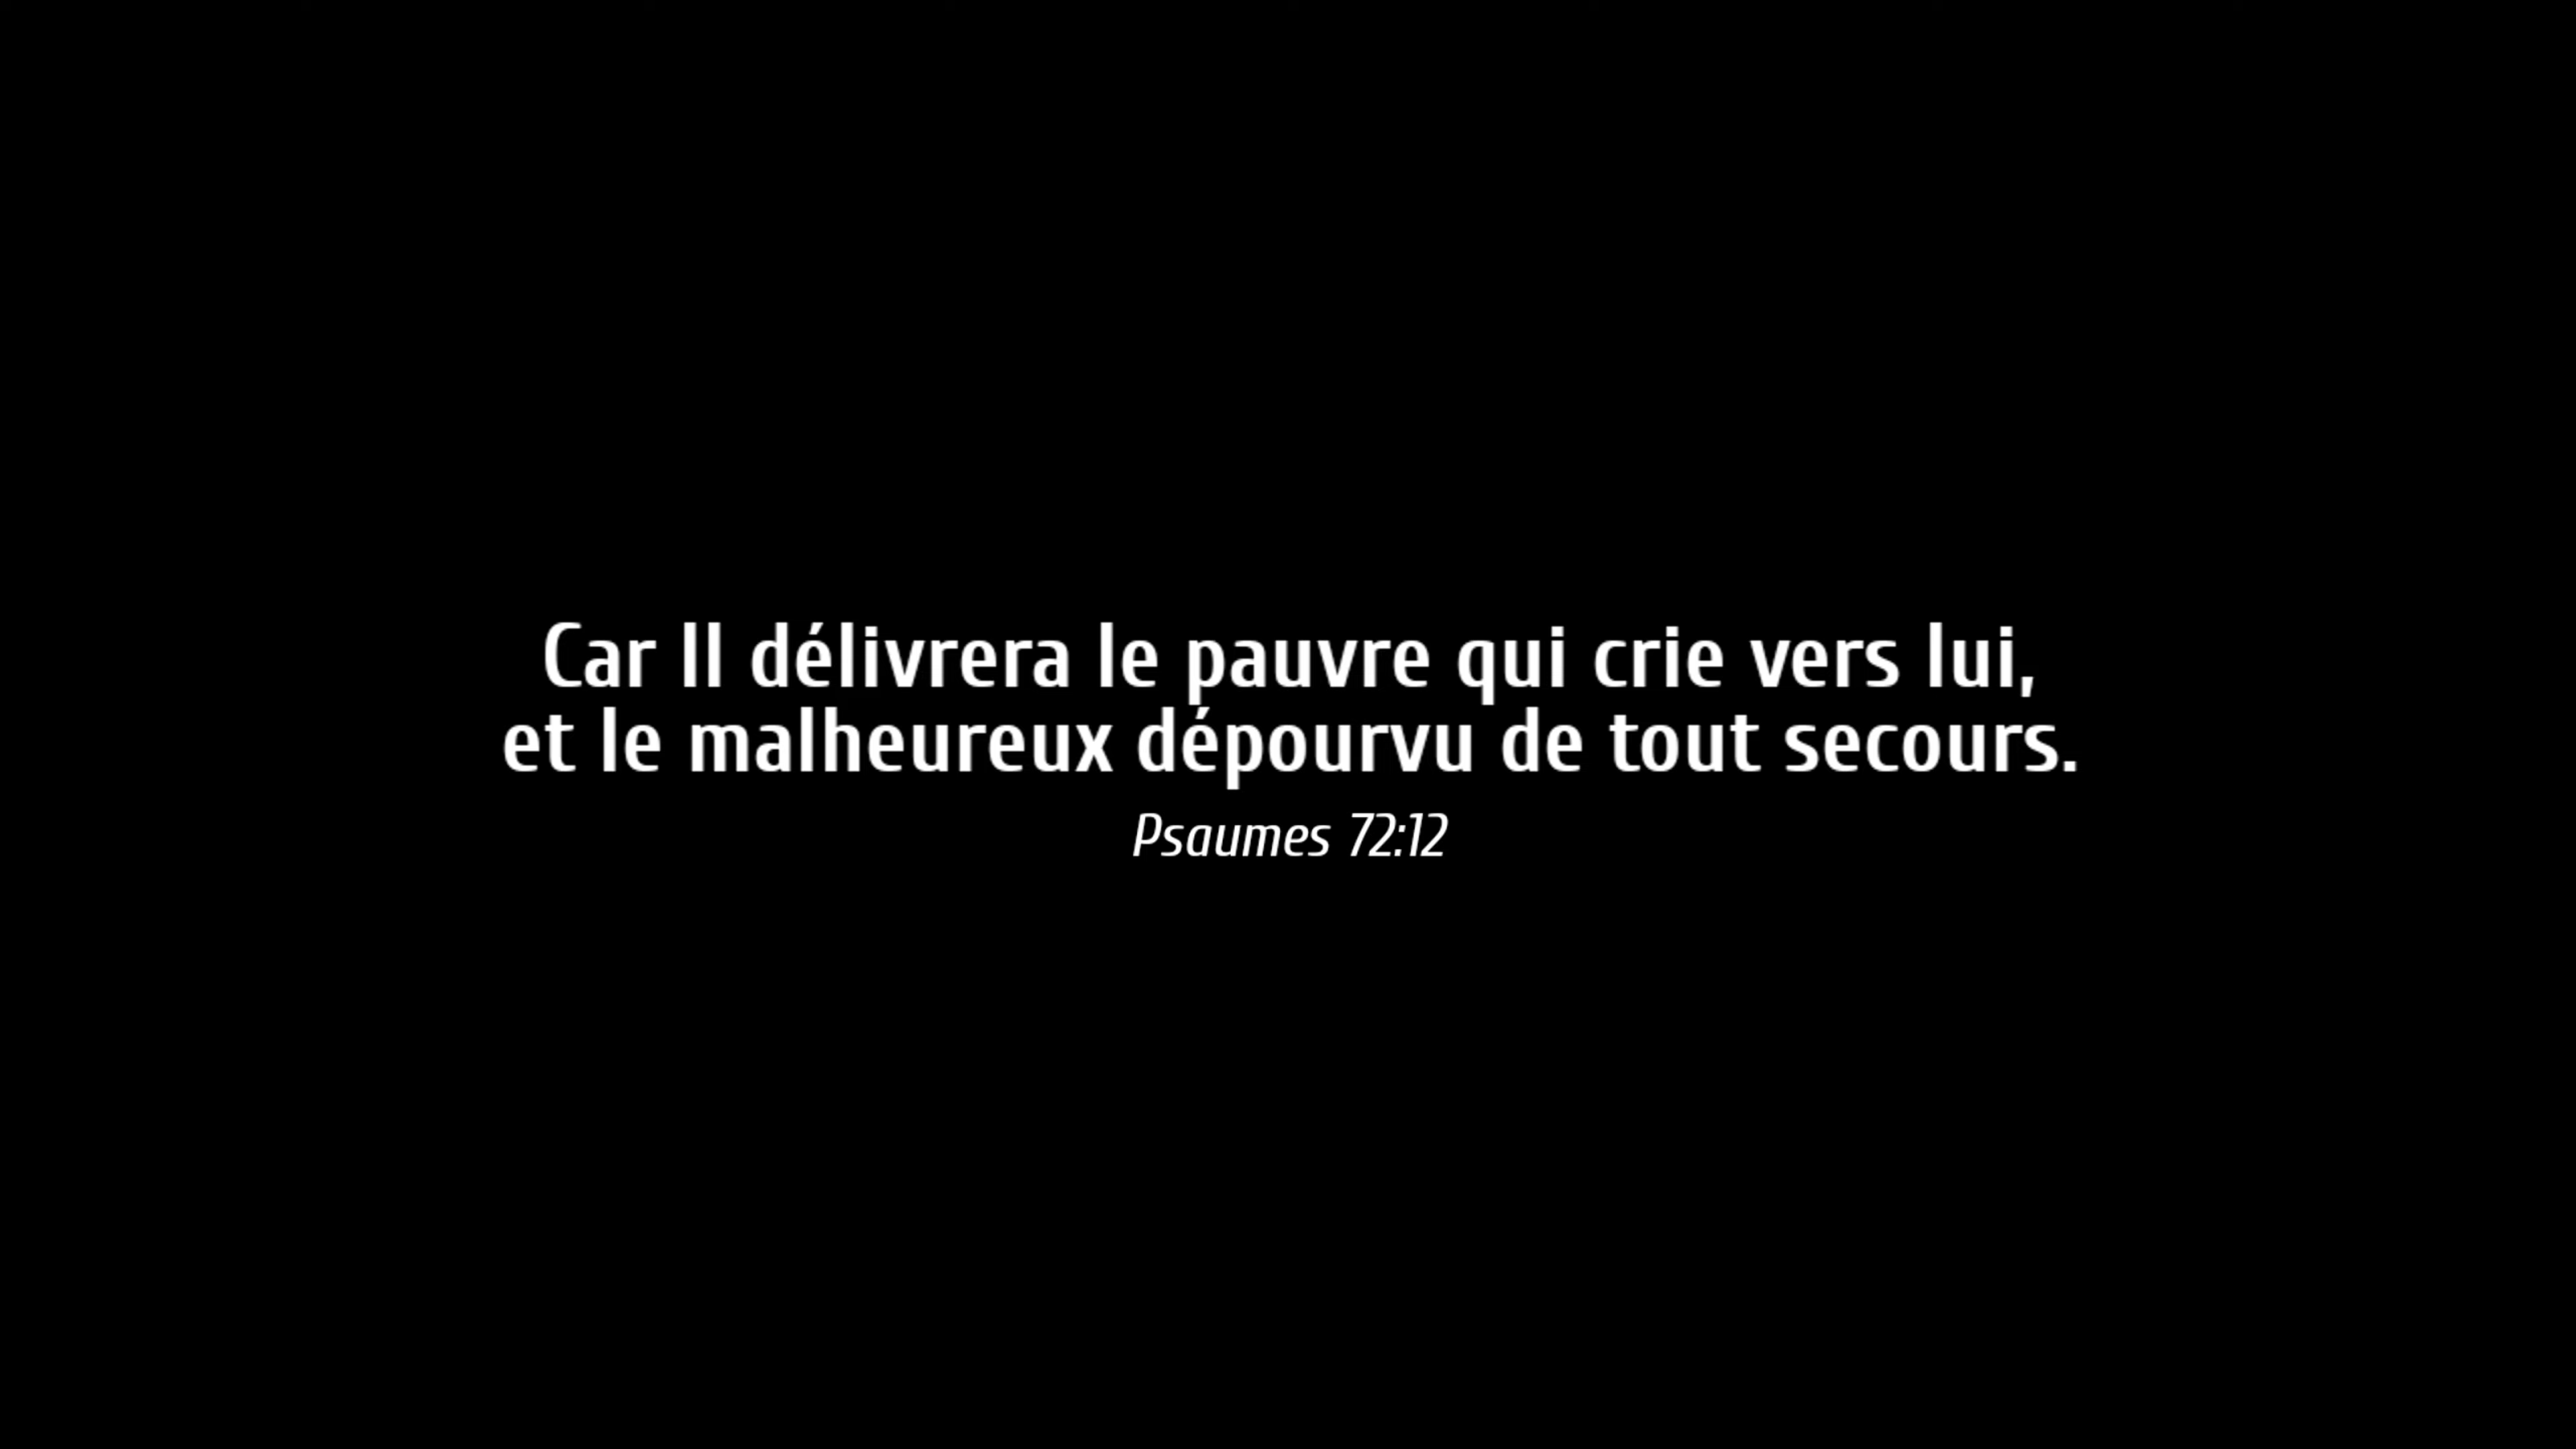 Car Il délivrera le pauvre qui crie vers lui,
et le malheureux dépourvu de tout secours.
Psaumes 72:12